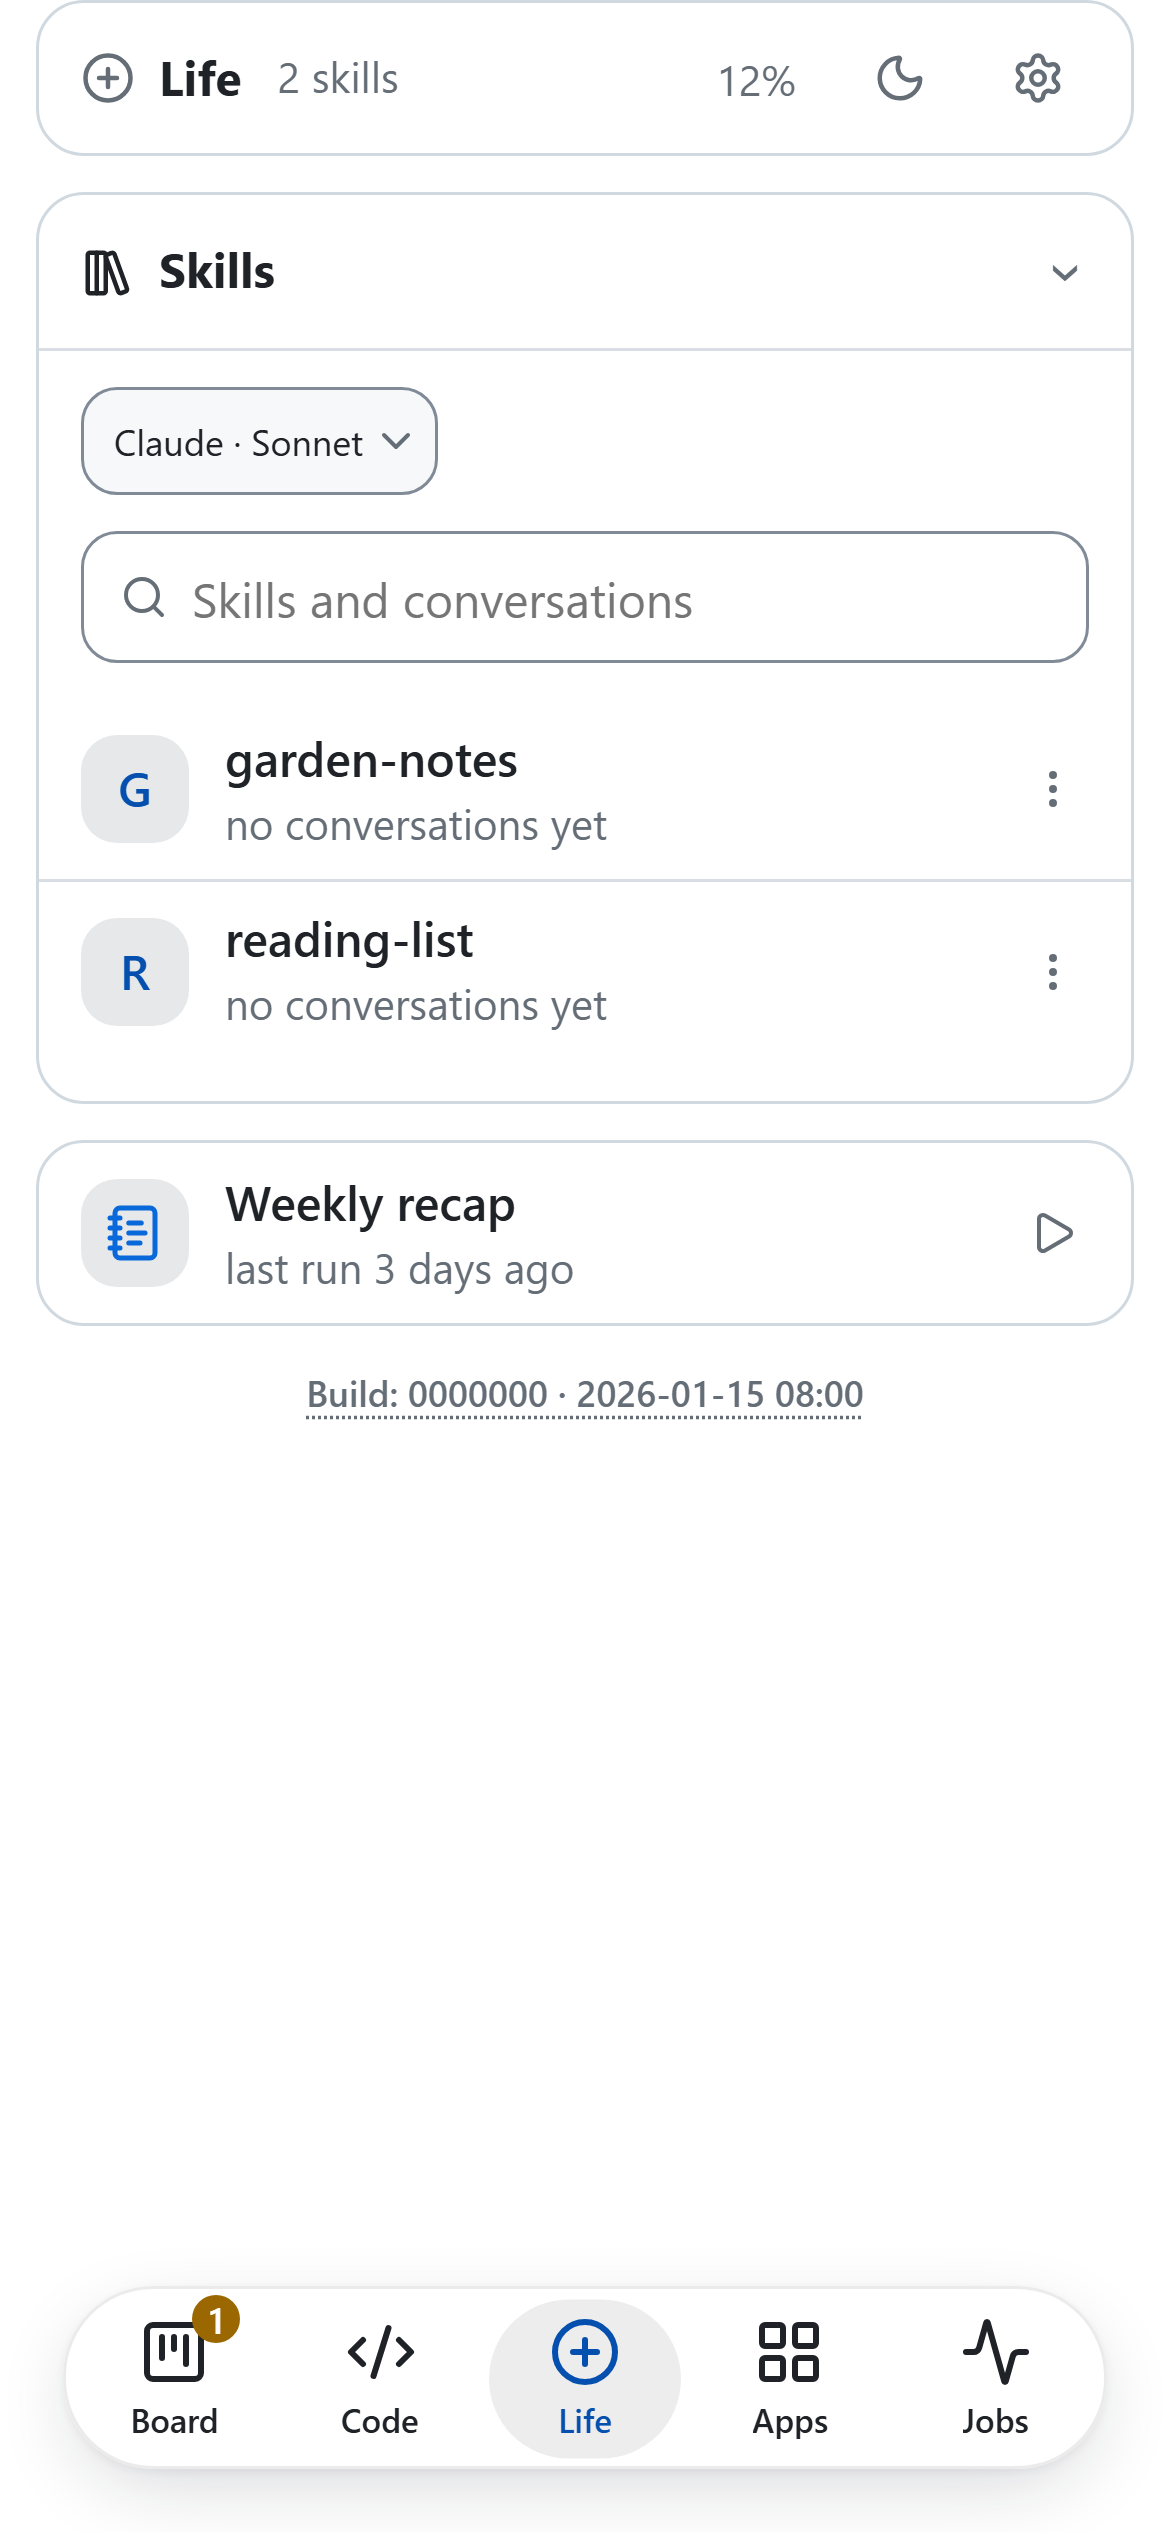 Life 2 skills 12%
Skills
Claude · Sonnet
Skills and conversations
G garden-notes
no conversations yet
R reading-list
no conversations yet
Weekly recap
last run 3 days ago
Build: 0000000 · 2026-01-15 08:00
1
Board Code Life Apps Jobs